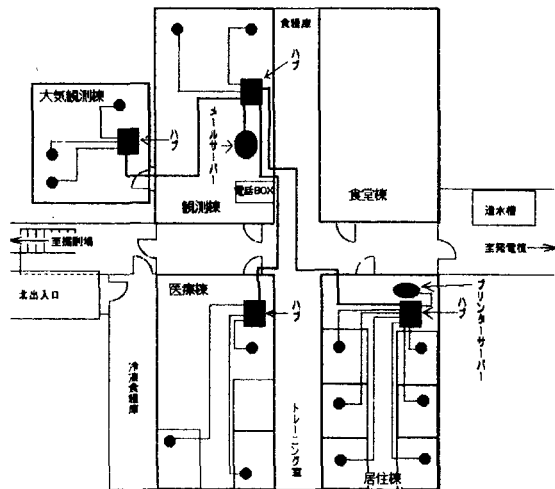 食糧庫
ハブ
大気観測棟
ハブ
メールサーバー
電話BOX
観測棟
食堂棟
造水槽
至掘削場
至発電棟
北出入口
医療棟
プリンターサーバー
ハブ
ハブ
冷凍食糧庫
トレーニング室
居住棟